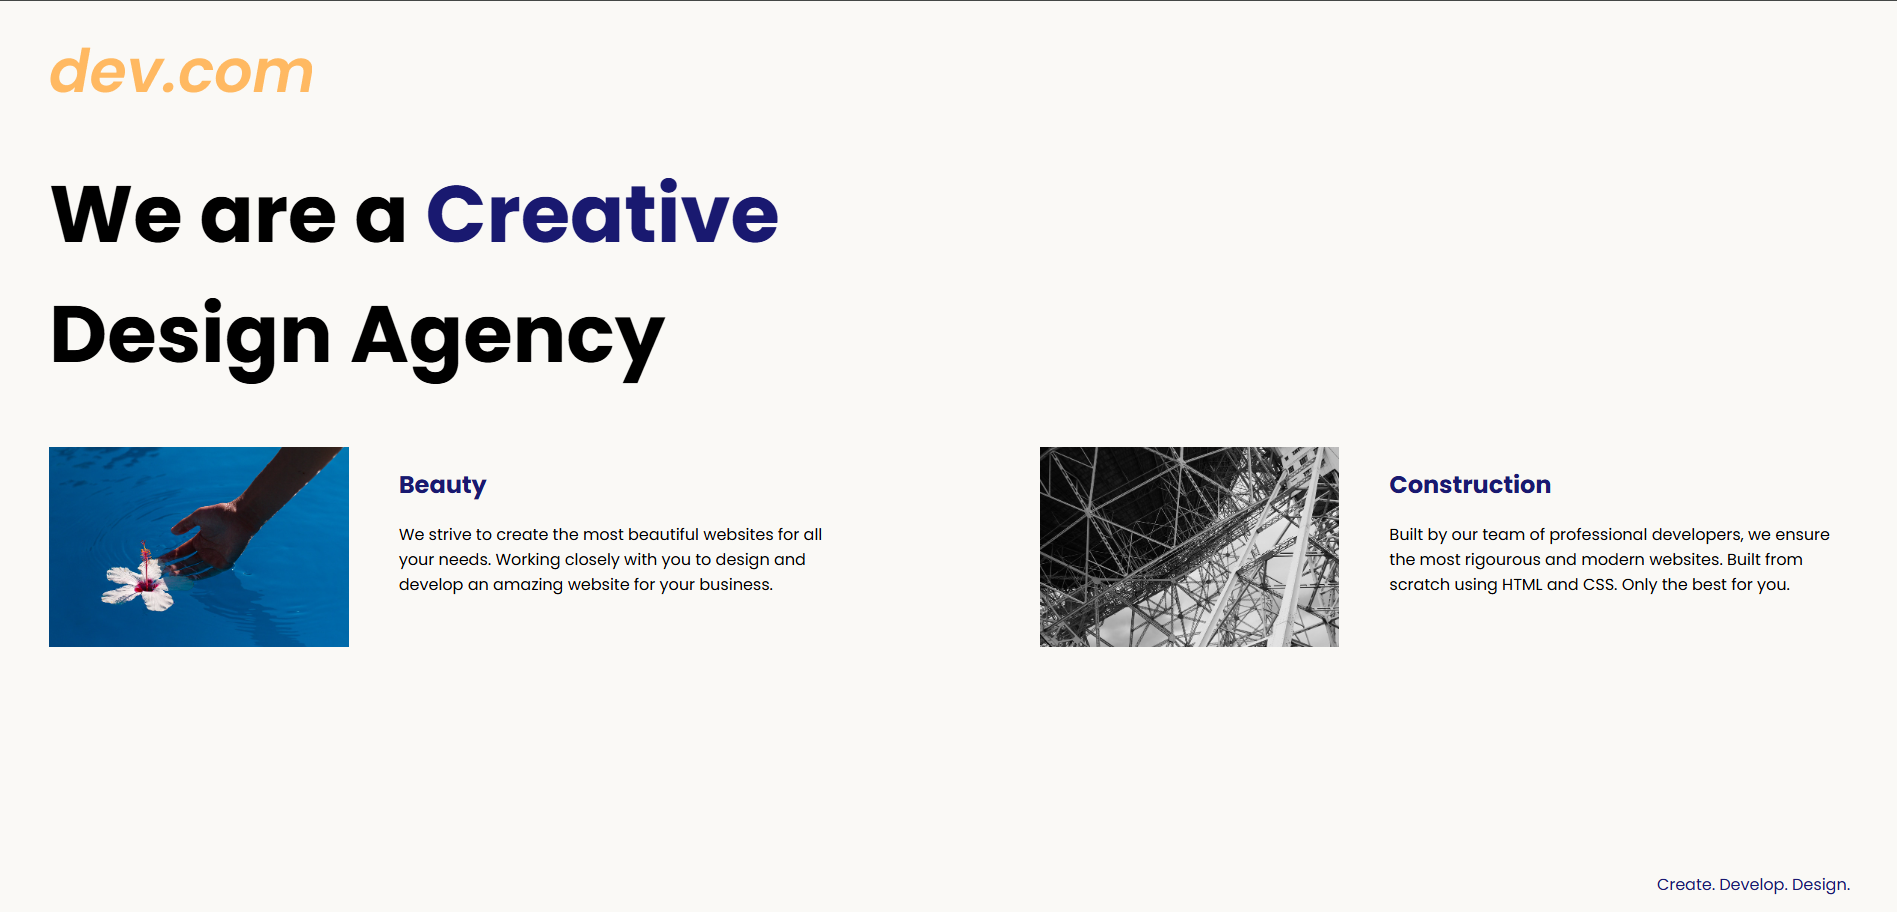 dev.com
We are a Creative
Design Agency
Beauty
We strive to create the most beautiful websites for all
your needs. Working closely with you to design and
develop an amazing website for your business.
Construction
Built by our team of professional developers, we ensure
the most rigourous and modern websites. Built from
scratch using HTML and CSS. Only the best for you.
Create. Develop. Design.